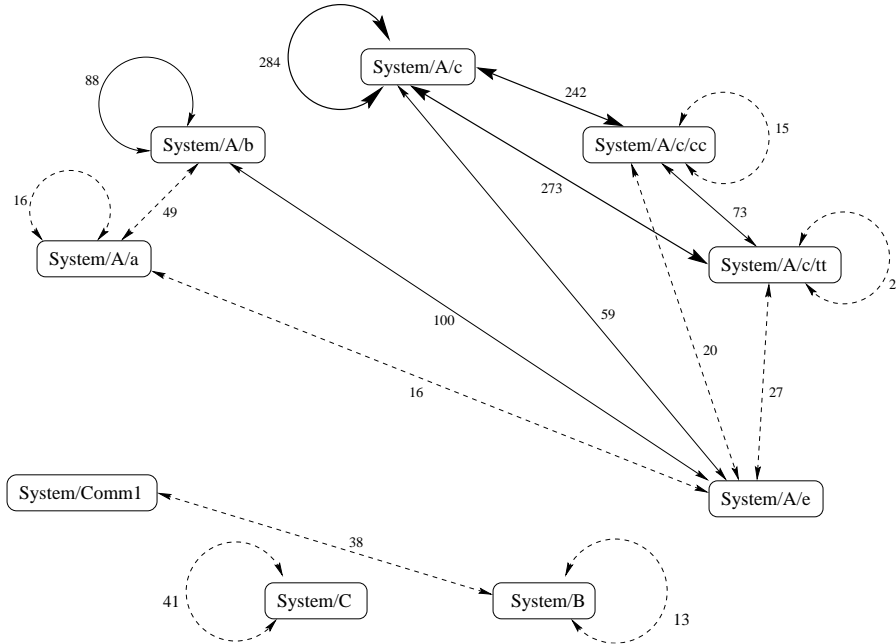 284
System/A/c
88
242
System/A/c/cc
15
System/A/b
16
49
273
73
System/A/a
System/A/c/tt
2
100
59
20
16
27
System/Comm1
System/A/e
38
41
System/C
System/B
13